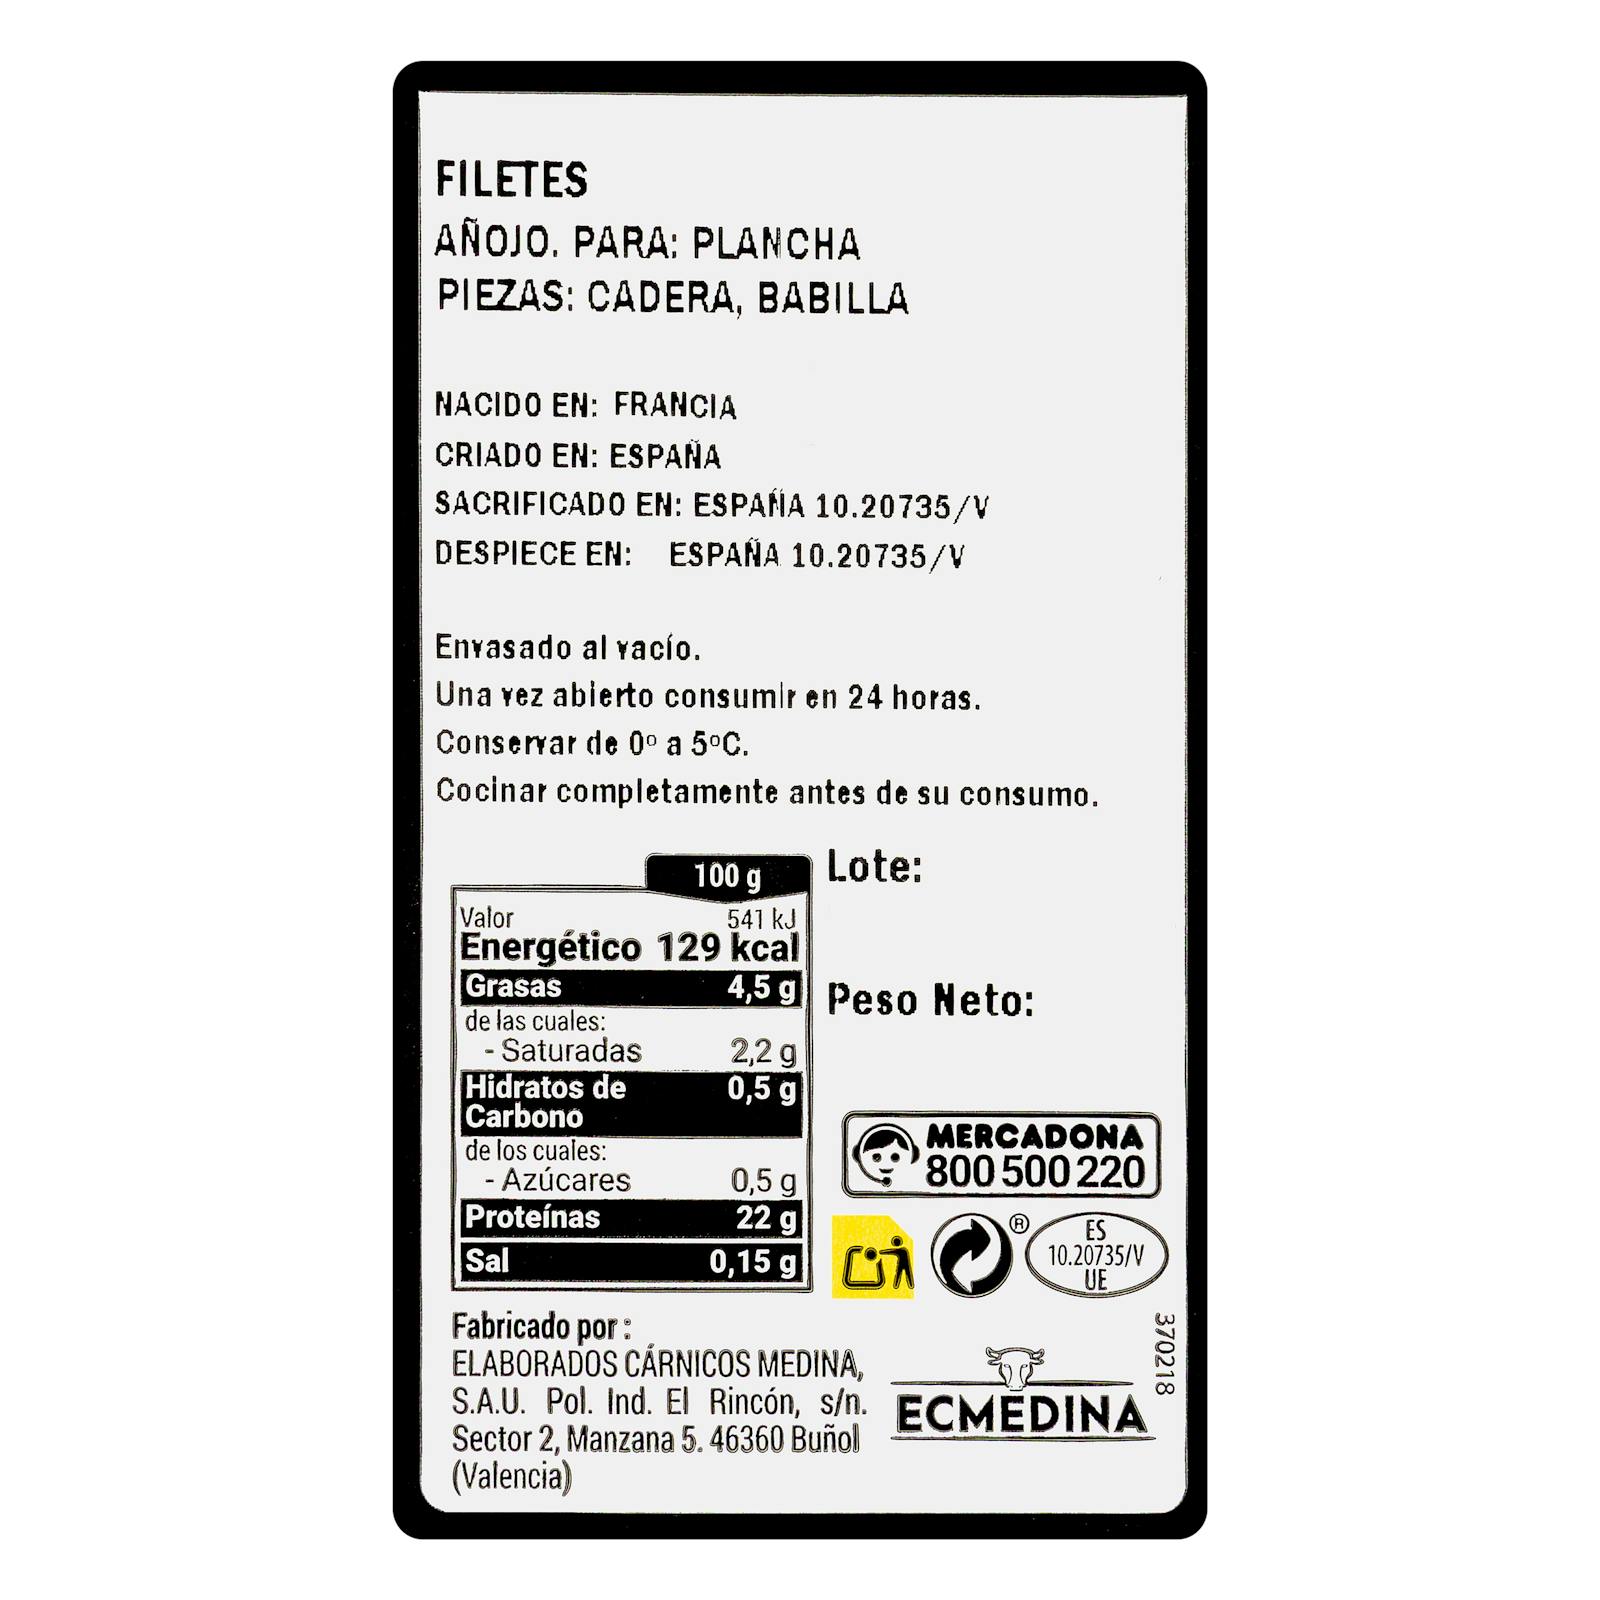 FILETES
AÑOJO. PARA: PLANCHA
PIEZAS: CADERA, BABILLA
NACIDO EN: FRANCIA
CRIADO EN: ESPAÑA
SACRIFICADO EN: ESPAÑA 10.20735/V
DESPIECE EN: ESPAÑA 10.20735/V
Envasado al vacío.
Una vez abierto consumir en 24 horas.
Conservar de 0º a 5ºC.
Cocinar completamente antes de su consumo.
Lote:
100 g
Valor 541 kJ
Energético 129 kcal
Grasas 4,5 g
de las cuales:
- Saturadas 2,2 g
Hidratos de 0,5 g
Carbono
de los cuales:
- Azúcares 0,5 g
Proteínas 22 g
Sal 0,15 g
Peso Neto:
MERCADONA
800 500 220
®
ES
10.20735/V
UE
Fabricado por :
ELABORADOS CÁRNICOS MEDINA,
S.A.U. Pol. Ind. El Rincón, s/n.
Sector 2, Manzana 5. 46360 Buñol
(Valencia)
ECMEDINA
370218